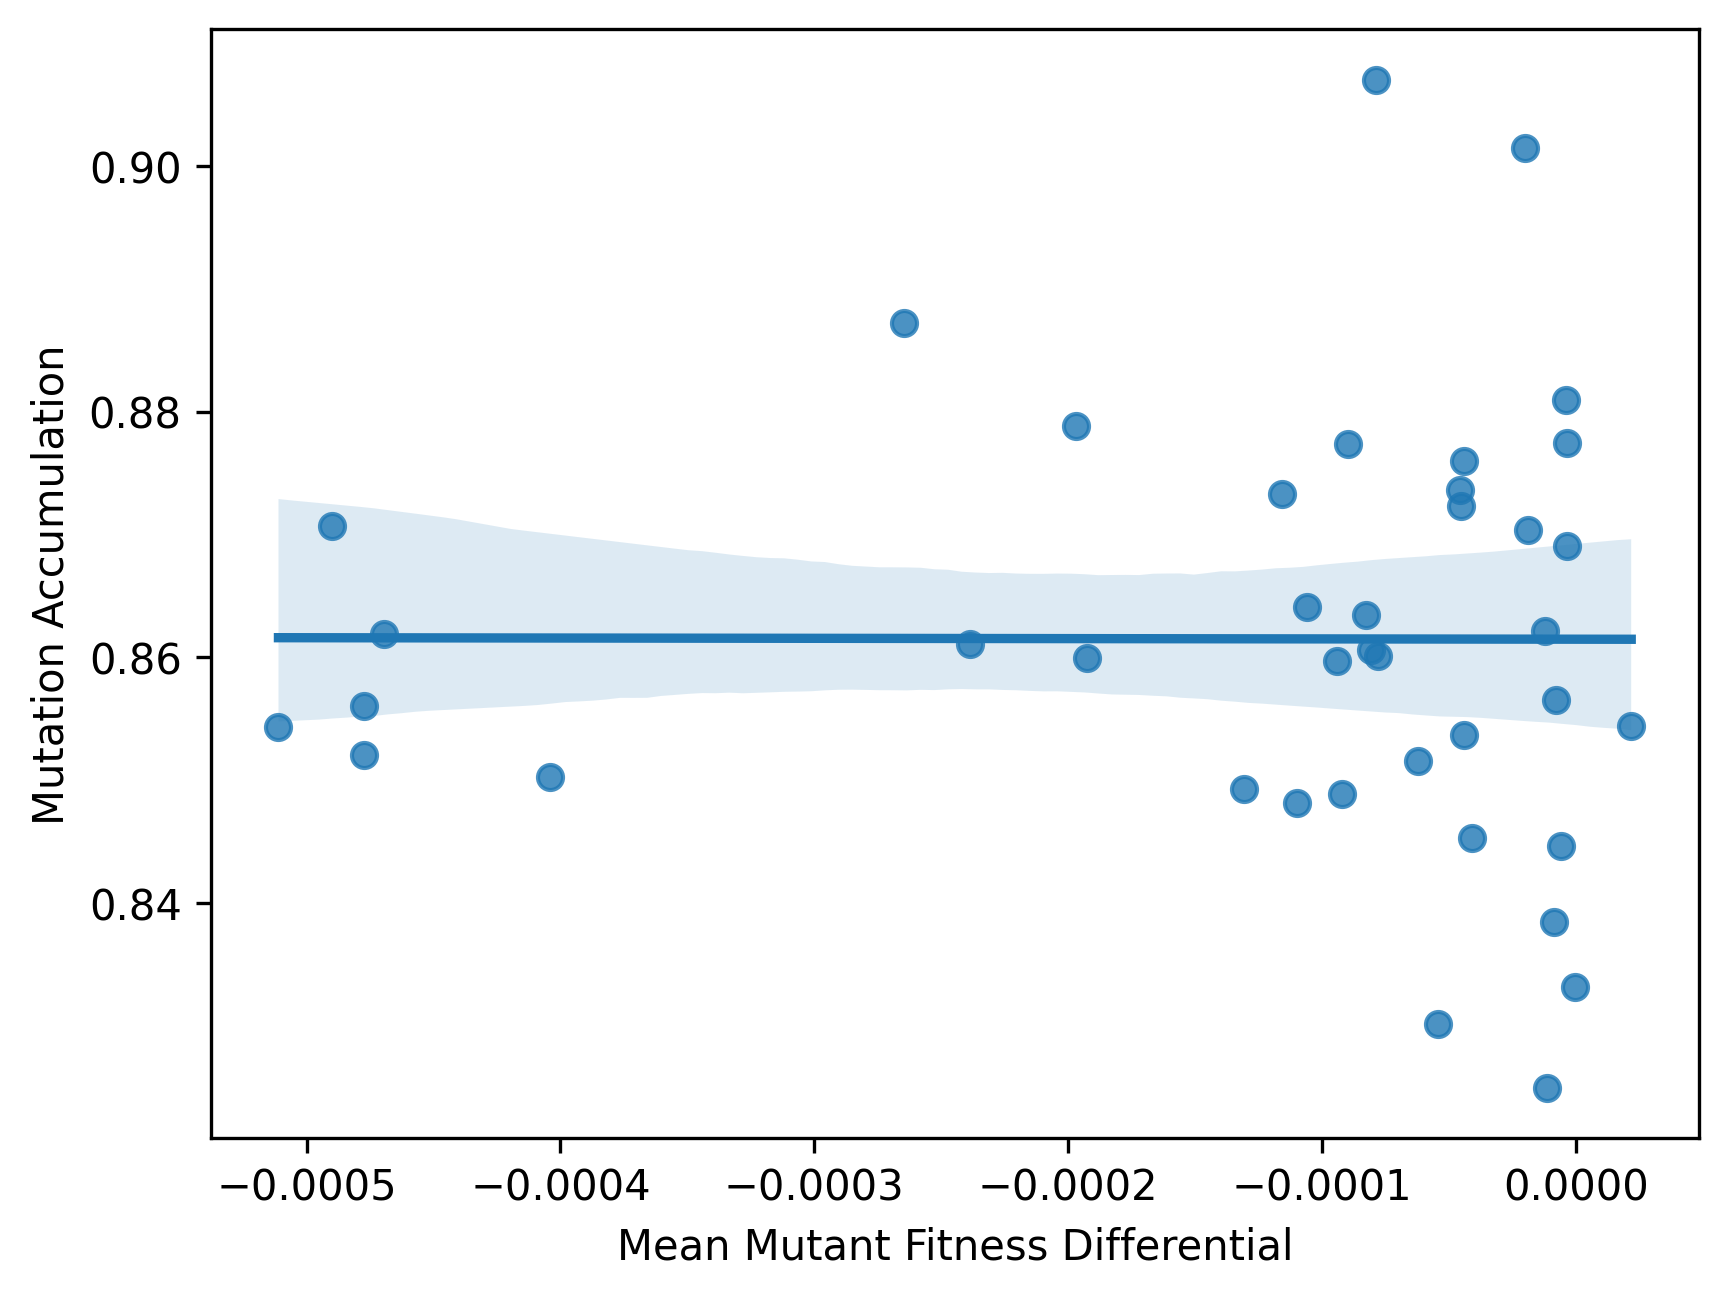 Mutation Accumulation
0.90
0.88
0.86
0.84
−0.0005 −0.0004 −0.0003 −0.0002 −0.0001 0.0000
Mean Mutant Fitness Differential